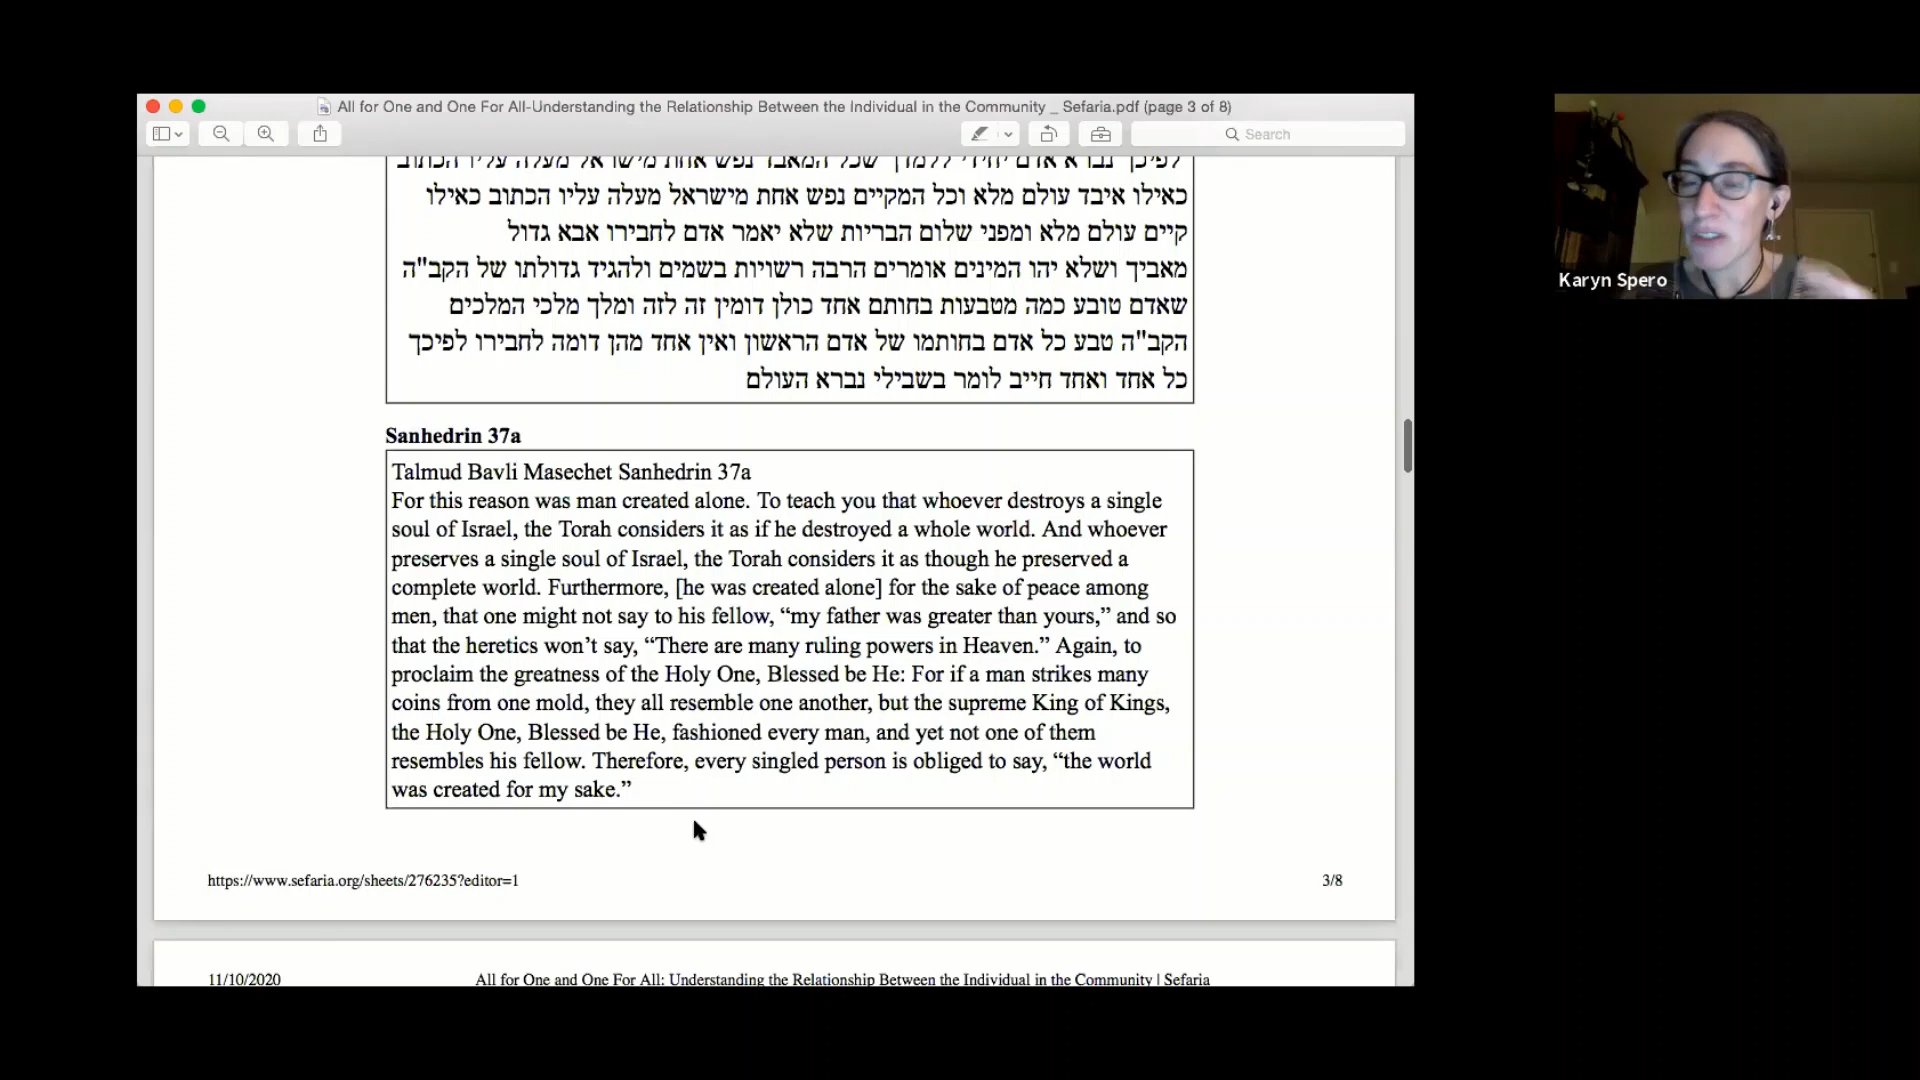 All for One and One For All-Understanding the Relationship Between the Individual in the Community _ Sefaria.pdf (page 3 of 8)
Search
לפיכך נברא אדם יחידי ללמדך שכל המאבד נפש אחת מישראל מעלה עליו הכתוב
כאילו איבד עולם מלא וכל המקיים נפש אחת מישראל מעלה עליו הכתוב כאילו
קיים עולם מלא ומפני שלום הבריות שלא יאמר אדם לחבירו אבא גדול
מאביך ושלא יהו המינים אומרים הרבה רשויות בשמים ולהגיד גדולתו של הקב"ה
שאדם טובע כמה מטבעות בחותם אחד כולן דומין זה לזה ומלך מלכי המלכים
הקב"ה טבע כל אדם בחותמו של אדם הראשון ואין אחד מהן דומה לחבירו לפיכך
כל אחד ואחד חייב לומר בשבילי נברא העולם
Sanhedrin 37a
Talmud Bavli Masechet Sanhedrin 37a
For this reason was man created alone. To teach you that whoever destroys a single
soul of Israel, the Torah considers it as if he destroyed a whole world. And whoever
preserves a single soul of Israel, the Torah considers it as though he preserved a
complete world. Furthermore, [he was created alone] for the sake of peace among
men, that one might not say to his fellow, “my father was greater than yours,” and so
that the heretics won’t say, “There are many ruling powers in Heaven.” Again, to
proclaim the greatness of the Holy One, Blessed be He: For if a man strikes many
coins from one mold, they all resemble one another, but the supreme King of Kings,
the Holy One, Blessed be He, fashioned every man, and yet not one of them
resembles his fellow. Therefore, every singled person is obliged to say, “the world
was created for my sake.”
https://www.sefaria.org/sheets/276235?editor=1
3/8
11/10/2020
All for One and One For All: Understanding the Relationship Between the Individual in the Community | Sefaria
Karyn Spero